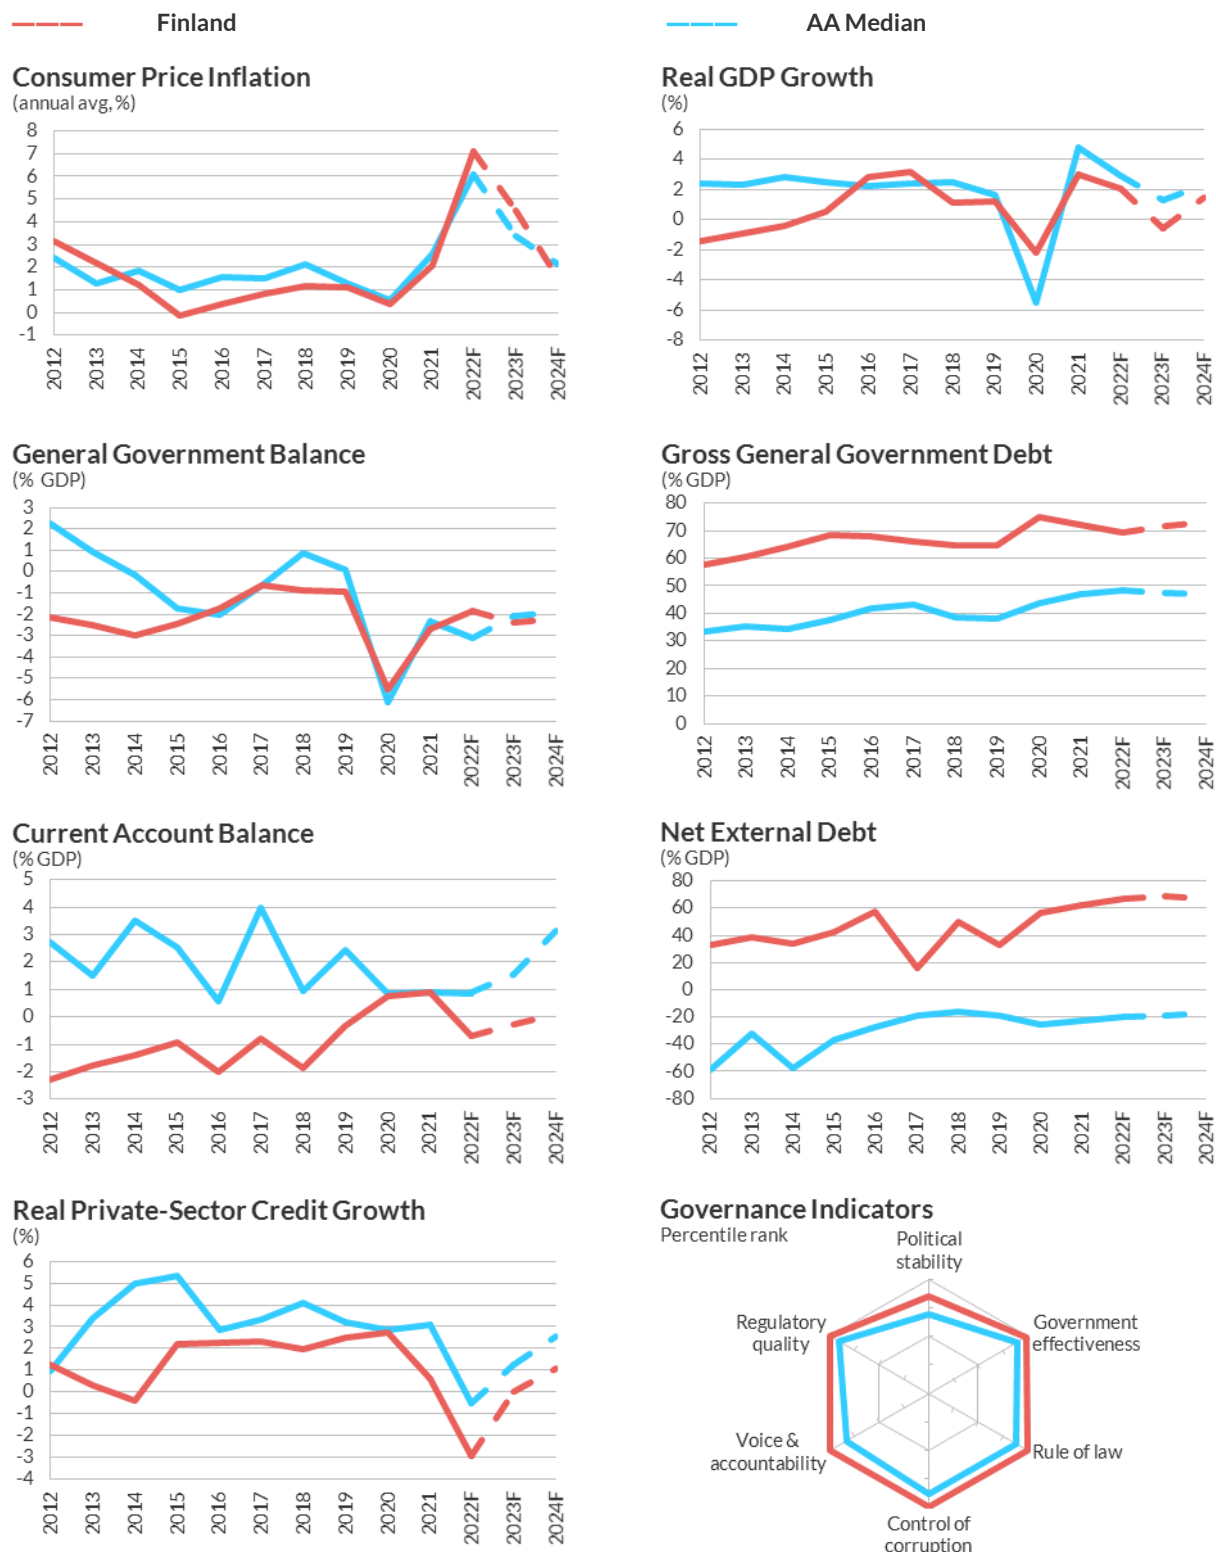 Finland
AA Median
Consumer Price Inflation
(annual avg, %)
8
7
6
5
4
3
2
1
0
-1
2012
2013
2014
2015
2016
2017
2018
2019
2020
2021
2022F
2023F
2024F
Real GDP Growth
(%)
6
4
2
0
-2
-4
-6
-8
2012
2013
2014
2015
2016
2017
2018
2019
2020
2021
2022F
2023F
2024F
General Government Balance
(% GDP)
3
2
1
0
-1
-2
-3
-4
-5
-6
-7
2012
2013
2014
2015
2016
2017
2018
2019
2020
2021
2022F
2023F
2024F
Gross General Government Debt
(% GDP)
80
70
60
50
40
30
20
10
0
2012
2013
2014
2015
2016
2017
2018
2019
2020
2021
2022F
2023F
2024F
Current Account Balance
(% GDP)
5
4
3
2
1
0
-1
-2
-3
2012
2013
2014
2015
2016
2017
2018
2019
2020
2021
2022F
2023F
2024F
Net External Debt
(% GDP)
80
60
40
20
0
-20
-40
-60
-80
2012
2013
2014
2015
2016
2017
2018
2019
2020
2021
2022F
2023F
2024F
Real Private-Sector Credit Growth
(%)
6
5
4
3
2
1
0
-1
-2
-3
-4
2012
2013
2014
2015
2016
2017
2018
2019
2020
2021
2022F
2023F
2024F
Governance Indicators
Percentile rank
Political
stability
Government
effectiveness
Rule of law
Control of
corruption
Voice &
accountability
Regulatory
quality